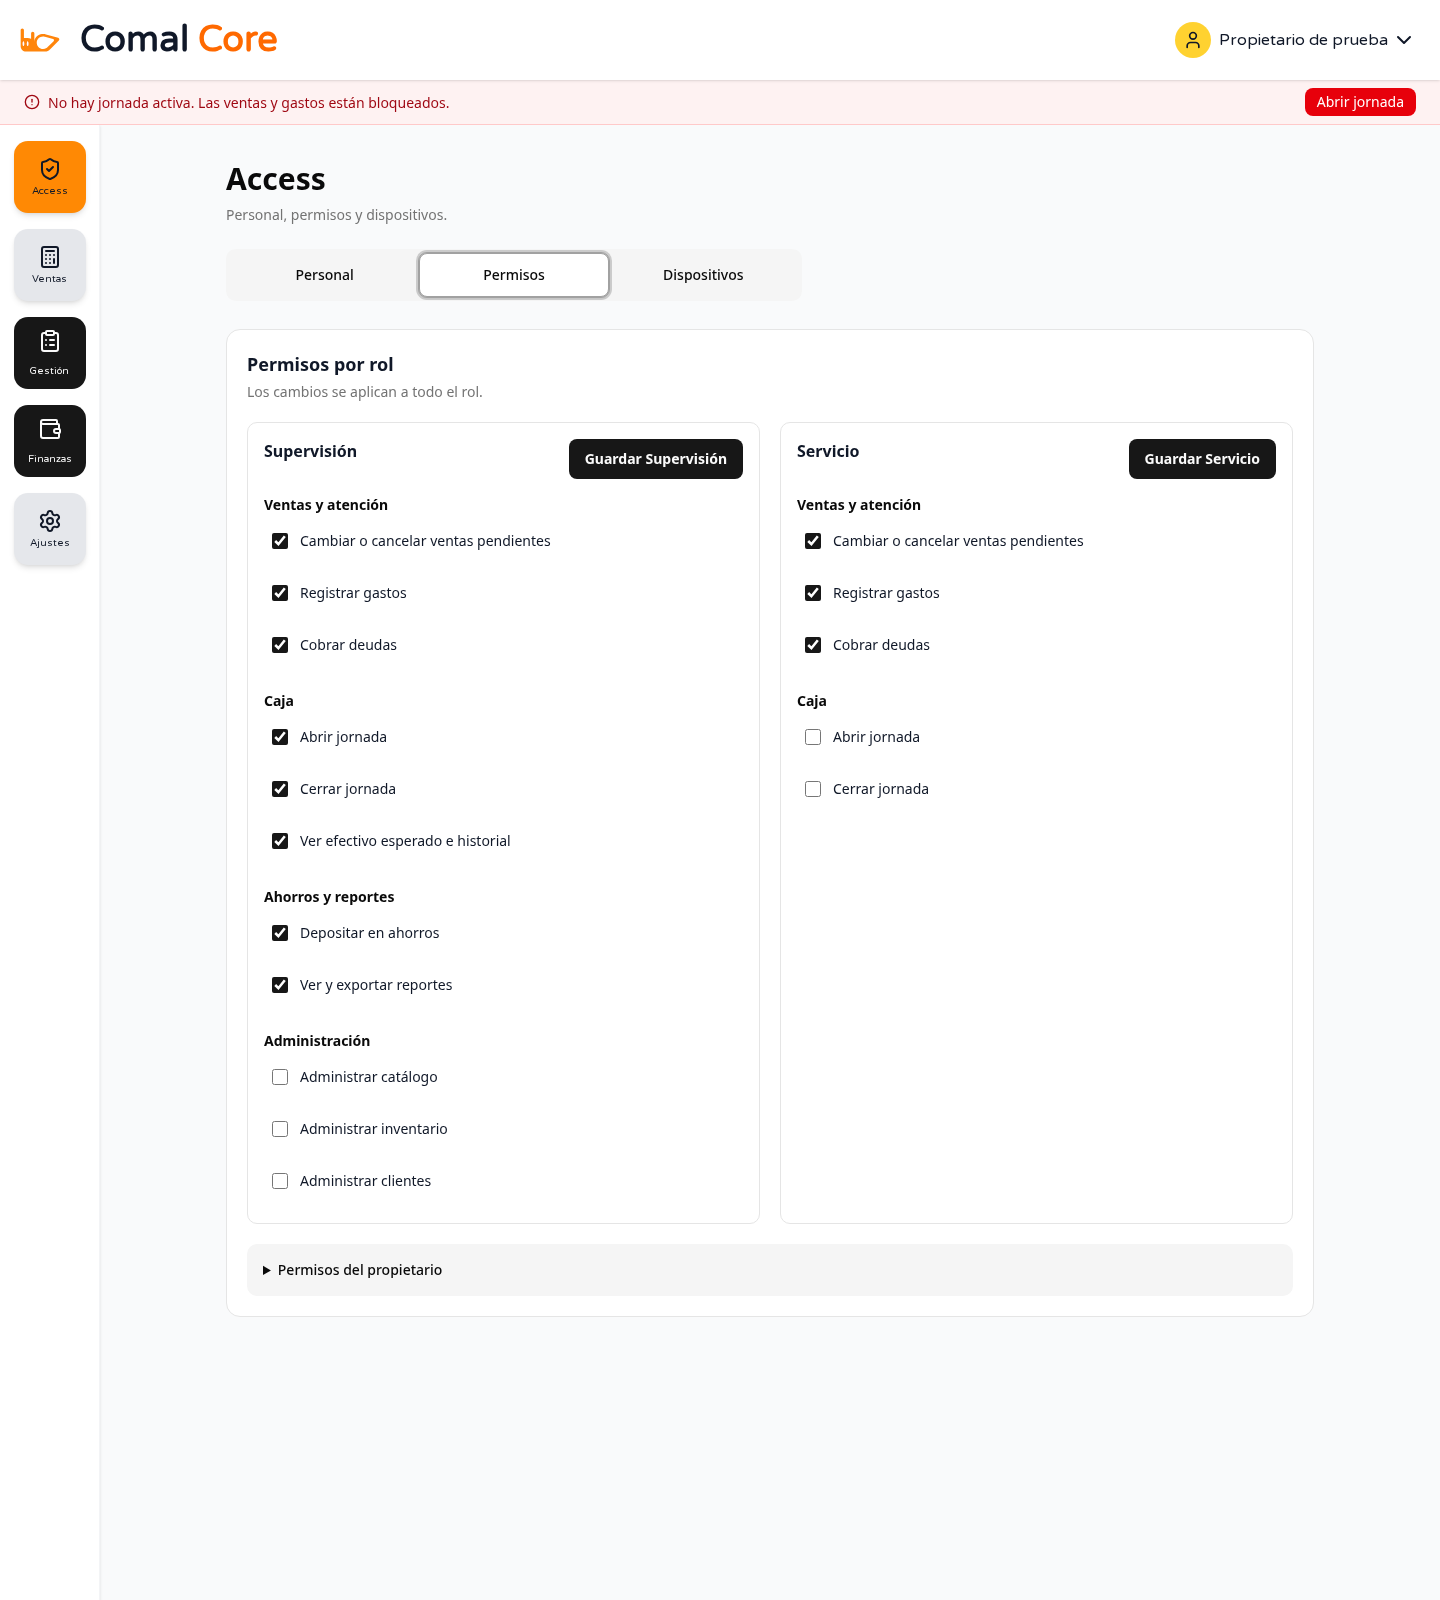 Comal Core
Propietario de prueba
No hay jornada activa. Las ventas y gastos están bloqueados.
Abrir jornada
Access
Ventas
Gestión
Finanzas
Ajustes
Access
Personal, permisos y dispositivos.
Personal
Permisos
Dispositivos
Permisos por rol
Los cambios se aplican a todo el rol.
Supervisión
Guardar Supervisión
Ventas y atención
Cambiar o cancelar ventas pendientes
Registrar gastos
Cobrar deudas
Caja
Abrir jornada
Cerrar jornada
Ver efectivo esperado e historial
Ahorros y reportes
Depositar en ahorros
Ver y exportar reportes
Administración
Administrar catálogo
Administrar inventario
Administrar clientes
Servicio
Guardar Servicio
Ventas y atención
Cambiar o cancelar ventas pendientes
Registrar gastos
Cobrar deudas
Caja
Abrir jornada
Cerrar jornada
Permisos del propietario